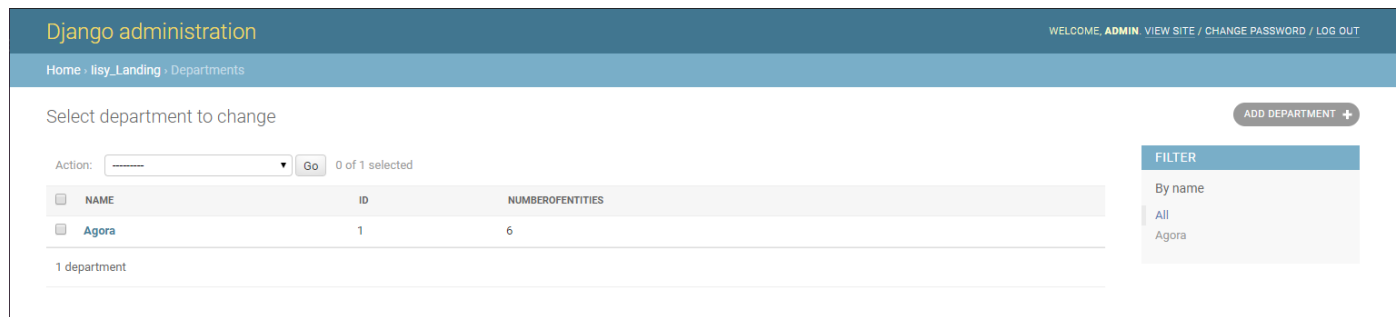 Django administration
WELCOME, ADMIN. VIEW SITE / CHANGE PASSWORD / LOG OUT
Home › Iisy_Landing › Departments
Select department to change
ADD DEPARTMENT +
Action: --------- Go 0 of 1 selected
NAME ID NUMBEROFENTITIES
Agora 1 6
1 department
FILTER
By name
All
Agora